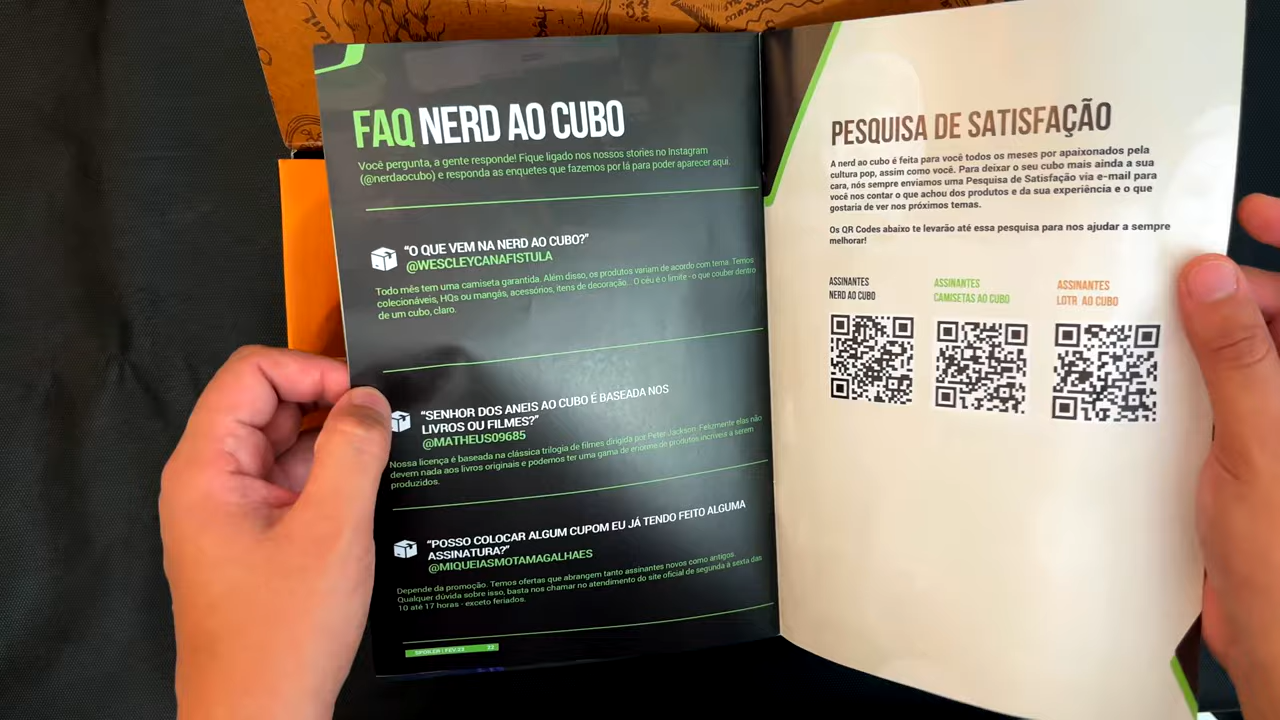 FAQ NERD AO CUBO
Você pergunta, a gente responde! Fique ligado nos nossos stories no Instagram
(@nerdaocubo) e responda as enquetes que fazemos por lá para poder aparecer aqui.
“O QUE VEM NA NERD AO CUBO?”
@WESCLEYCANAFISTULA
Todo mês tem uma camiseta garantida. Além disso, os produtos variam de acordo com tema. Temos
colecionáveis, HQs ou mangás, acessórios, itens de decoração... O céu é o limite - o que couber dentro
de um cubo, claro.
“SENHOR DOS ANEIS AO CUBO É BASEADA NOS
LIVROS OU FILMES?”
@MATHEUS09685
Nossa licença é baseada na clássica trilogia de filmes dirigida por Peter Jackson. Felizmente elas não
devem nada aos livros originais e podemos ter uma gama de enorme de produtos incríveis a serem
produzidos.
“POSSO COLOCAR ALGUM CUPOM EU JÁ TENDO FEITO ALGUMA
ASSINATURA?”
@MIQUEIASMOTAMAGALHAES
Depende da promoção. Temos ofertas que abrangem tanto assinantes novos como antigos.
Qualquer dúvida sobre isso, basta nos chamar no atendimento do site oficial de segunda à sexta das
10 até 17 horas - exceto feriados.
SPOILER | FEV.23 22
PESQUISA DE SATISFAÇÃO
A nerd ao cubo é feita para você todos os meses por apaixonados pela
cultura pop, assim como você. Para deixar o seu cubo mais ainda a sua
cara, nós sempre enviamos uma Pesquisa de Satisfação via e-mail para
você nos contar o que achou dos produtos e da sua experiência e o que
gostaria de ver nos próximos temas.
Os QR Codes abaixo te levarão até essa pesquisa para nos ajudar a sempre
melhorar!
ASSINANTES
NERD AO CUBO
ASSINANTES
CAMISETAS AO CUBO
ASSINANTES
LOTR AO CUBO